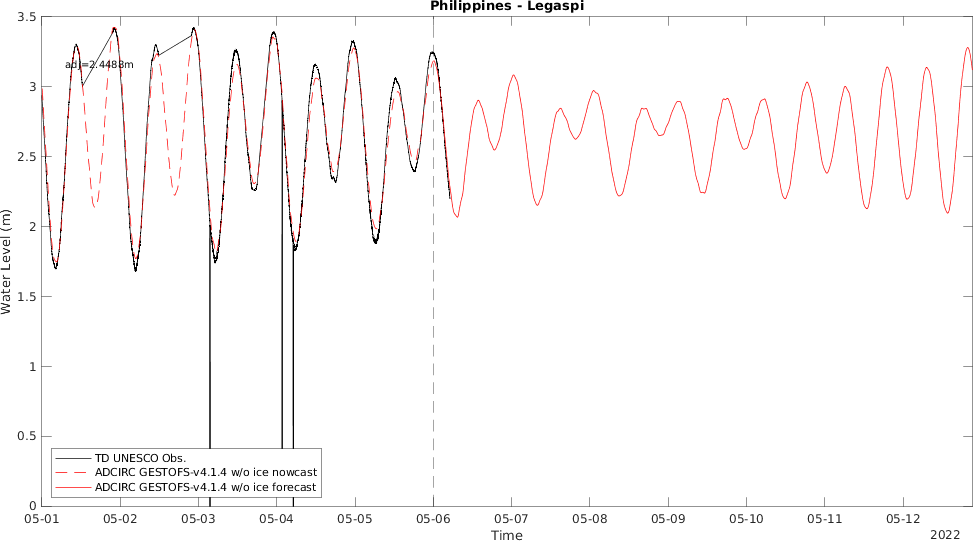 Philippines - Legaspi
3.5
adj=2.4488m
3
2.5
2
1.5
1
0.5
0
Water Level (m)
TD UNESCO Obs.
ADCIRC GESTOFS-v4.1.4 w/o ice nowcast
ADCIRC GESTOFS-v4.1.4 w/o ice forecast
05-01 05-02 05-03 05-04 05-05 05-06 05-07 05-08 05-09 05-10 05-11 05-12
Time
2022